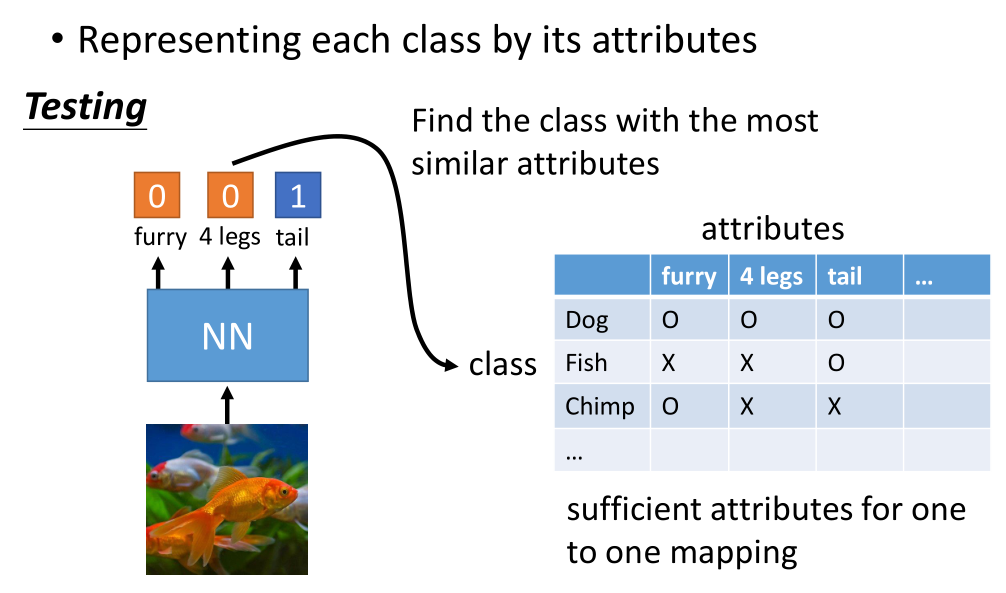 • Representing each class by its attributes
Testing
Find the class with the most
similar attributes
0 0 1
furry 4 legs tail
NN
class
attributes
furry 4 legs tail ...
Dog O O O
Fish X X O
Chimp O X X
...
sufficient attributes for one
to one mapping